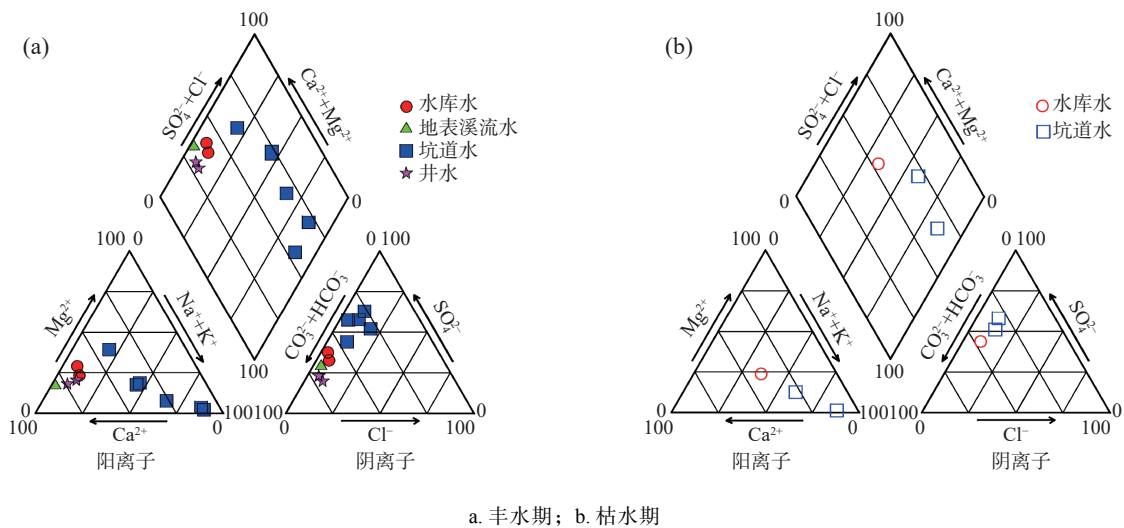 (a)
100
SO₄²⁻+Cl⁻
Ca²⁺+Mg²⁺
水库水
地表溪流水
坑道水
井水
0
0
100 0
0 100
Mg²⁺
Na⁺+K⁺
CO₃²⁻+HCO₃⁻
SO₄²⁻
100
100
0
100
100
0
Ca²⁺
0
Cl⁻
100
阳离子
阴离子
(b)
100
SO₄²⁻+Cl⁻
Ca²⁺+Mg²⁺
水库水
坑道水
0
0
100 0
0 100
Mg²⁺
Na⁺+K⁺
CO₃²⁻+HCO₃⁻
SO₄²⁻
100
100
0
100
100
0
Ca²⁺
0
Cl⁻
100
阳离子
阴离子
a. 丰水期；b. 枯水期